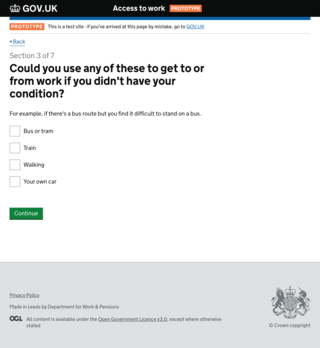 GOV.UK
Access to work PROTOTYPE
PROTOTYPE This is a test site - if you've arrived at this page by mistake, go to GOV.UK
Back
Section 3 of 7
Could you use any of these to get to or
from work if you didn't have your
condition?
For example, if there's a bus route but you find it difficult to stand on a bus.
Bus or tram
Train
Walking
Your own car
Continue
Privacy Policy
Made in Leeds by Department for Work & Pensions
OGL All content is available under the Open Government Licence v3.0, except where otherwise
stated
© Crown copyright